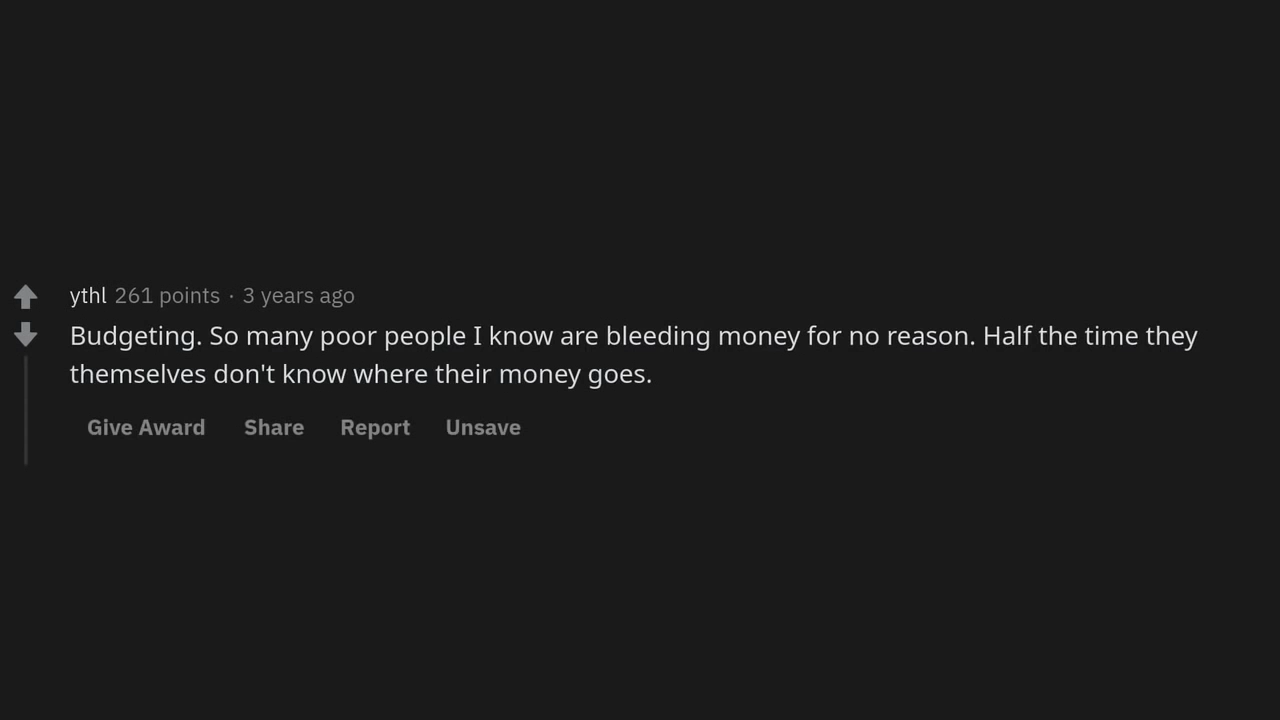 ythl 261 points · 3 years ago
Budgeting. So many poor people I know are bleeding money for no reason. Half the time they
themselves don't know where their money goes.
Give Award Share Report Unsave